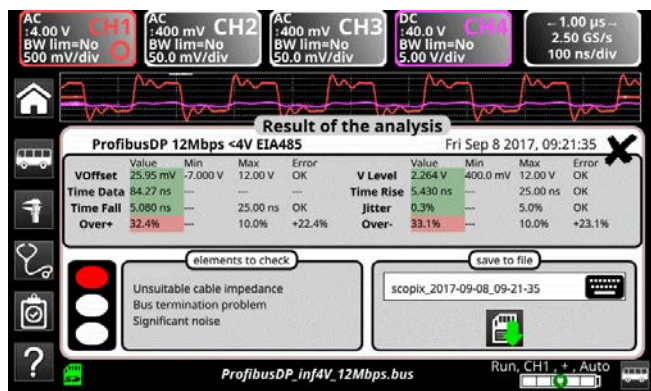 AC
↕4.00 V CH1
BW lim=No
500 mV/div
AC
↕400 mV CH2
BW lim=No
50.0 mV/div
AC
↕400 mV CH3
BW lim=No
50.0 mV/div
DC
↕40.0 V CH4
BW lim=No
5.00 V/div
←1.00 µs→
2.50 GS/s
100 ns/div
Result of the analysis
ProfibusDP 12Mbps <4V EIA485 Fri Sep 8 2017, 09:21:35
Value Min Max Error Value Min Max Error
VOffset 25.95 mV -7.000 V 12.00 V OK V Level 2.264 V 400.0 mV 12.00 V OK
Time Data 84.27 ns --- --- --- Time Rise 5.430 ns --- 25.00 ns OK
Time Fall 5.080 ns --- 25.00 ns OK Jitter 0.3% --- 5.0% OK
Over+ 32.4% --- 10.0% +22.4% Over- 33.1% --- 10.0% +23.1%
elements to check
Unsuitable cable impedance
Bus termination problem
Significant noise
save to file
scopix_2017-09-08_09-21-35
?
ProfibusDP_inf4V_12Mbps.bus
Run, CH1 , + , Auto